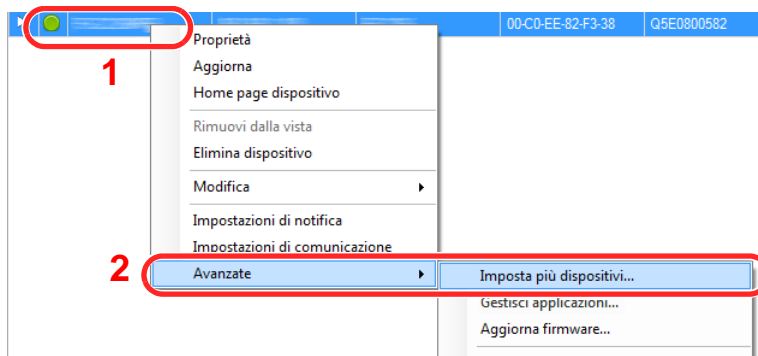 00-C0-EE-82-F3-38 Q5E0800582
1
Proprietà
Aggiorna
Home page dispositivo
Rimuovi dalla vista
Elimina dispositivo
Modifica
Impostazioni di notifica
Impostazioni di comunicazione
2
Avanzate
Imposta più dispositivi...
Gestisci applicazioni...
Aggiorna firmware...